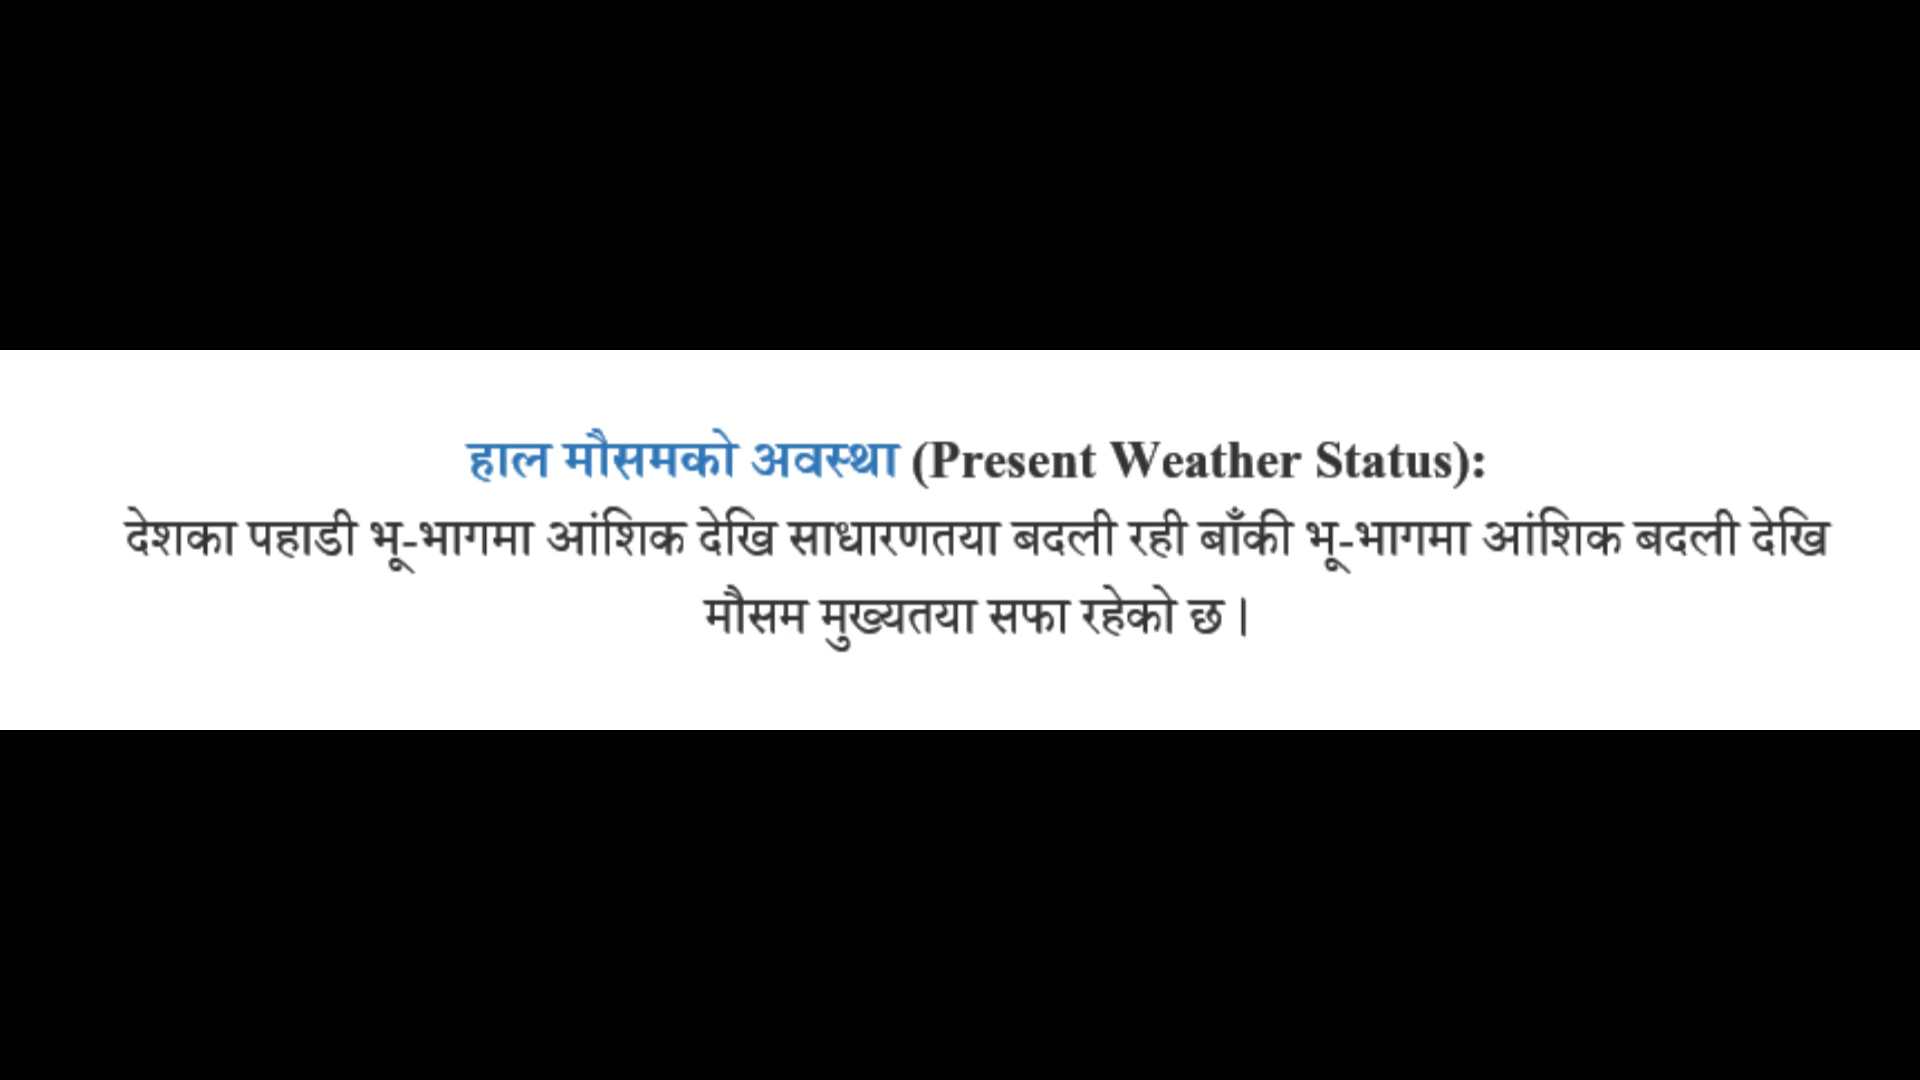 हाल मौसमको अवस्था (Present Weather Status):
देशका पहाडी भू-भागमा आंशिक देखि साधारणतया बदली रही बाँकी भू-भागमा आंशिक बदली देखि
मौसम मुख्यतया सफा रहेको छ |